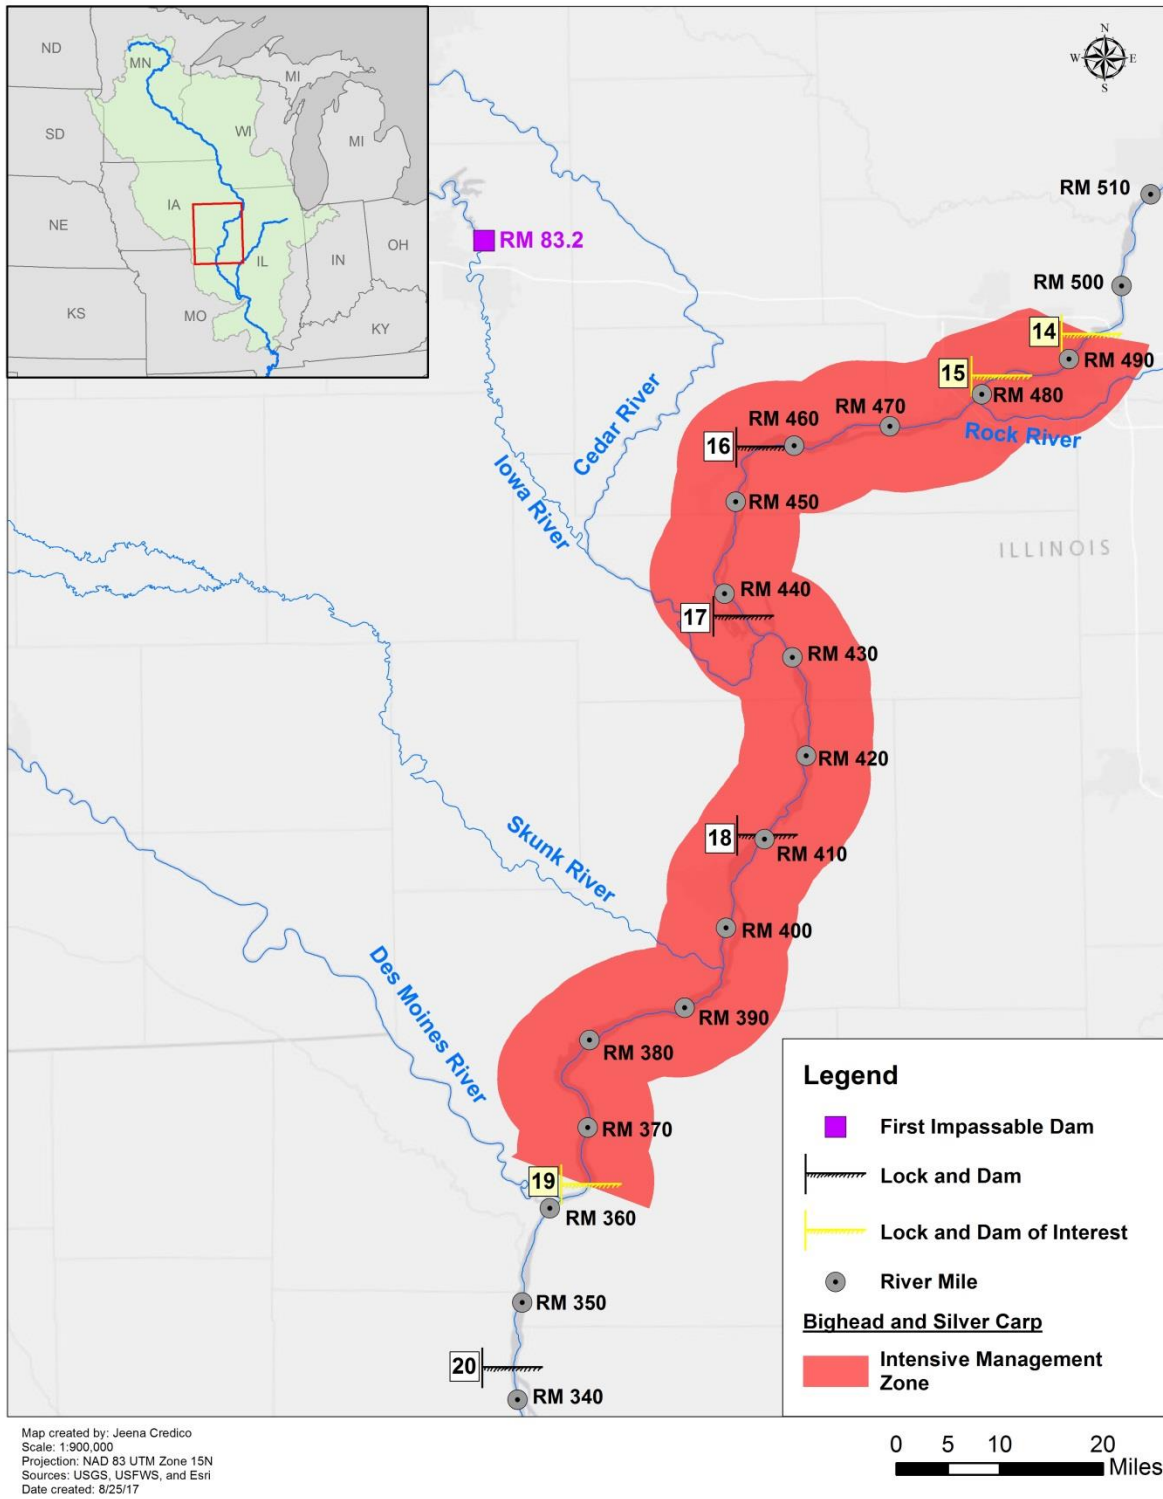 ND
MN
MI
SD
WI
MI
IA
NE
IL
IN
OH
KS
MO
KY
N
W
E
S
RM 510
RM 83.2
RM 500
14
RM 490
15
RM 480
RM 470
RM 460
Rock River
16
Cedar River
Iowa River
RM 450
ILLINOIS
RM 440
17
RM 430
RM 420
18
RM 410
Skunk River
RM 400
Des Moines River
RM 390
RM 380
RM 370
19
RM 360
RM 350
20
RM 340
Legend
First Impassable Dam
Lock and Dam
Lock and Dam of Interest
River Mile
Bighead and Silver Carp
Intensive Management
Zone
Map created by: Jeena Credico
Scale: 1:900,000
Projection: NAD 83 UTM Zone 15N
Sources: USGS, USFWS, and Esri
Date created: 8/25/17
0 5 10 20
Miles